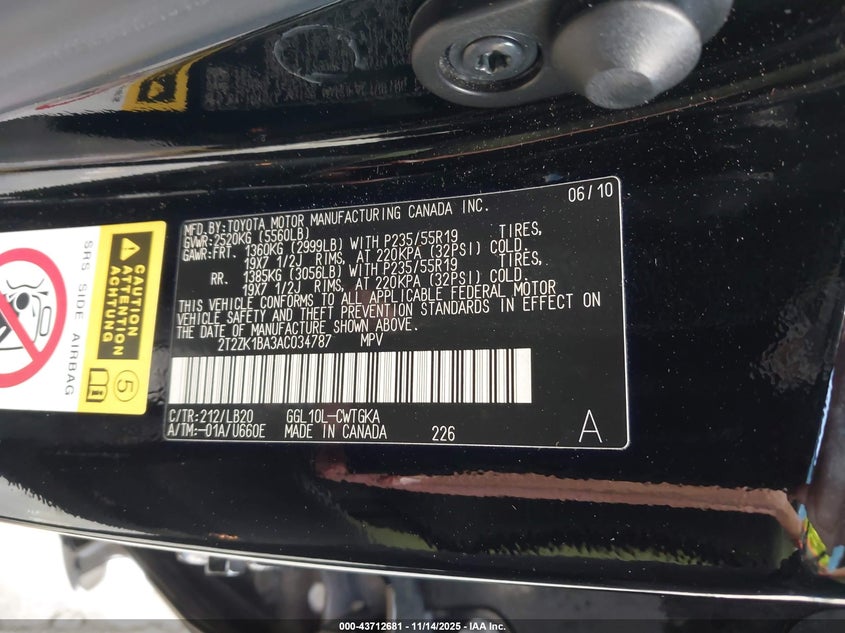 06/10
MFD. BY: TOYOTA MOTOR MANUFACTURING CANADA INC.
GVWR: 2520KG (5560LB)
GAWR: FRT. 1360KG (2999LB) WITH P235/55R19 TIRES,
19X7 1/2J RIMS, AT 220KPA (32PSI) COLD.
RR. 1385KG (3056LB) WITH P235/55R19 TIRES,
19X7 1/2J RIMS, AT 220KPA (32PSI) COLD.
THIS VEHICLE CONFORMS TO ALL APPLICABLE FEDERAL MOTOR
VEHICLE SAFETY AND THEFT PREVENTION STANDARDS IN EFFECT ON
THE DATE OF MANUFACTURE SHOWN ABOVE.
2T2ZK1BA3AC034787 MPV
C/TR: 212/LB20 GGL10L-CWTGKA
A/TM: -01A/U660E MADE IN CANADA 226 A
SRS SIDE AIRBAG
CAUTION
ATTENTION
ACHTUNG
5
000-43712681 - 11/14/2025 - IAA Inc.